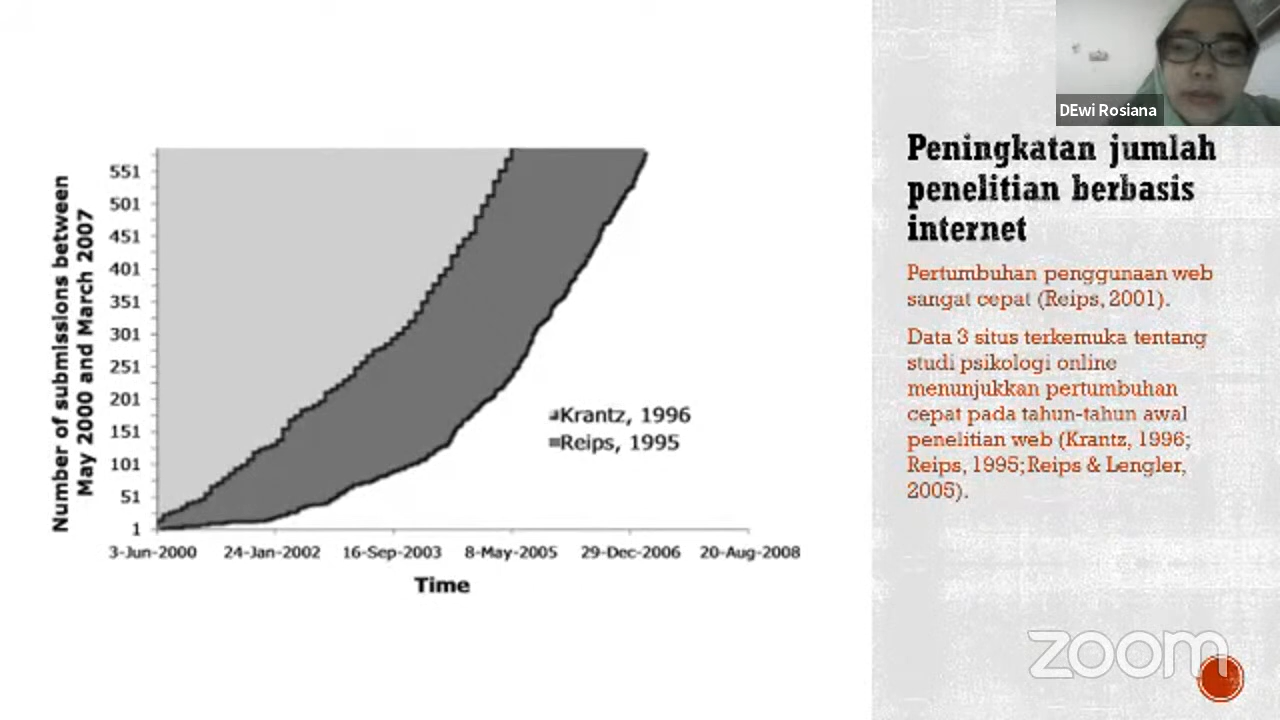 DEwi Rosiana
Peningkatan jumlah
penelitian berbasis
internet
Pertumbuhan penggunaan web
sangat cepat (Reips, 2001).
Data 3 situs terkemuka tentang
studi psikologi online
menunjukkan pertumbuhan
cepat pada tahun-tahun awal
penelitian web (Krantz, 1996;
Reips, 1995; Reips & Lengler,
2005).
Number of submissions between
May 2000 and March 2007
551
501
451
401
351
301
251
201
151
101
51
1
Krantz, 1996
Reips, 1995
3-Jun-2000 24-Jan-2002 16-Sep-2003 8-May-2005 29-Dec-2006 20-Aug-2008
Time
zoom